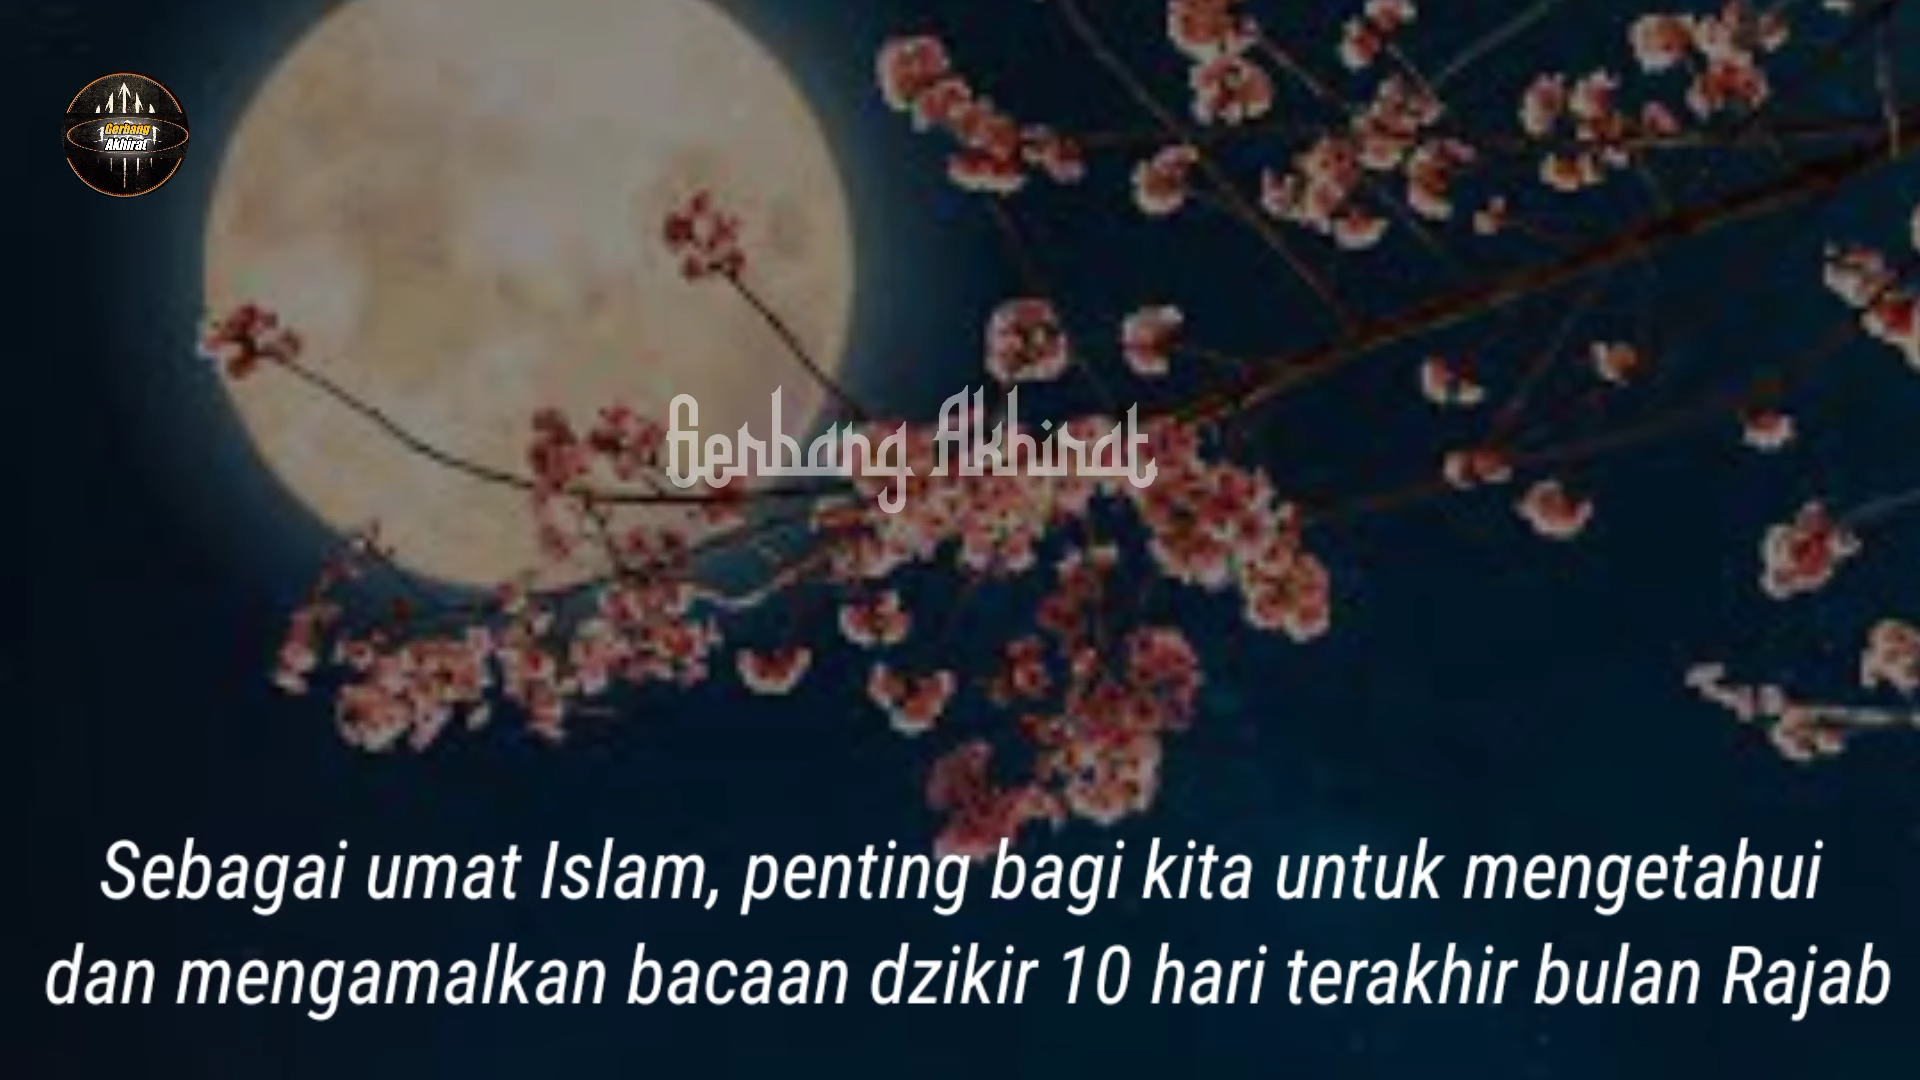 Gerbang
Akhirat
Gerbang Akhirat
Sebagai umat Islam, penting bagi kita untuk mengetahui
dan mengamalkan bacaan dzikir 10 hari terakhir bulan Rajab